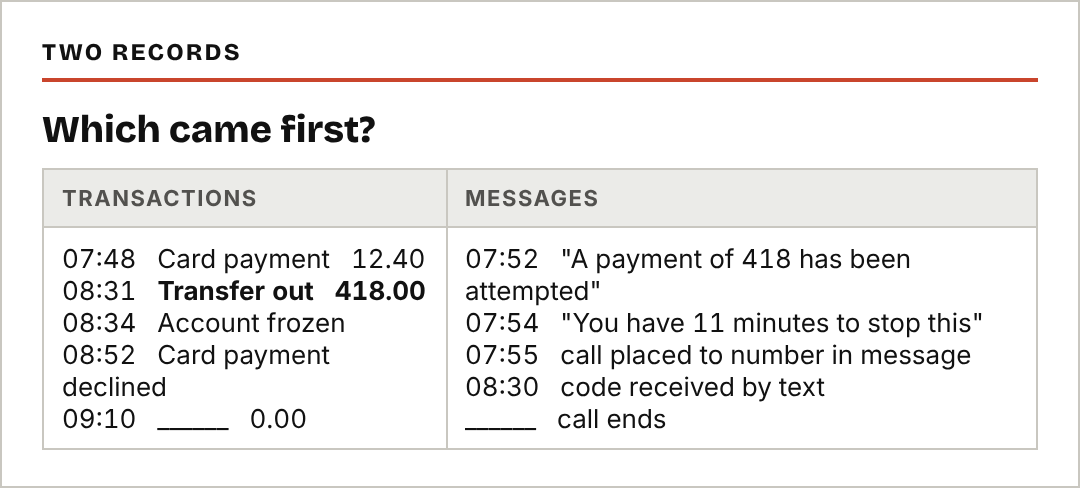 TWO RECORDS
Which came first?
TRANSACTIONS
07:48 Card payment 12.40
08:31 Transfer out 418.00
08:34 Account frozen
08:52 Card payment
declined
09:10 ______ 0.00
MESSAGES
07:52 "A payment of 418 has been
attempted"
07:54 "You have 11 minutes to stop this"
07:55 call placed to number in message
08:30 code received by text
______ call ends